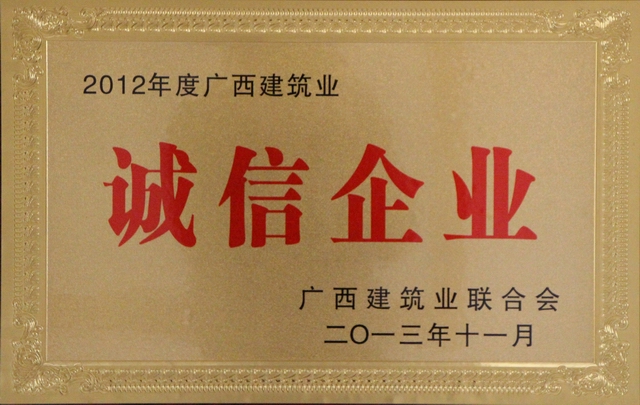 2012年度广西建筑业
诚信企业
广西建筑业联合会
二〇一三年十一月